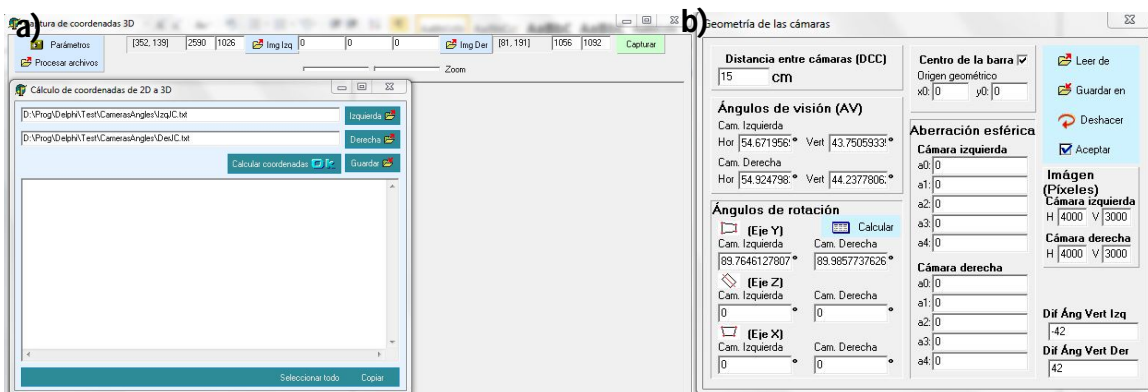 a)
Captura de coordenadas 3D
Parámetros
[352, 139] 2590 1026
Img Izq 0 0 0
Img Der [81, 191] 1056 1092
Capturar
Procesar archivos
Zoom
Cálculo de coordenadas de 2D a 3D
D:\Prog\Delphi\Test\CamerasAngles\IzqJC.txt
Izquierda
D:\Prog\Delphi\Test\CamerasAngles\DerJC.txt
Derecha
Calcular coordenadas
Guardar
Seleccionar todo Copiar
b)
Geometría de las cámaras
Distancia entre cámaras (DCC)
15 cm
Ángulos de visión (AV)
Cam. Izquierda
Hor 54.671956 º Vert 43.7505933 º
Cam. Derecha
Hor 54.924798 º Vert 44.2377806 º
Ángulos de rotación
(Eje Y) Calcular
Cam. Izquierda Cam. Derecha
89.7646127807 º 89.9857737626 º
(Eje Z)
Cam. Izquierda Cam. Derecha
0 º 0 º
(Eje X)
Cam. Izquierda Cam. Derecha
0 º 0 º
Centro de la barra
Origen geométrico
x0: 0 y0: 0
Aberración esférica
Cámara izquierda
a0: 0
a1: 0
a2: 0
a3: 0
a4: 0
Cámara derecha
a0: 0
a1: 0
a2: 0
a3: 0
a4: 0
Leer de
Guardar en
Deshacer
Aceptar
Imágen
(Píxeles)
Cámara izquierda
H 4000 V 3000
Cámara derecha
H 4000 V 3000
Dif Áng Vert Izq
-42
Dif Áng Vert Der
42